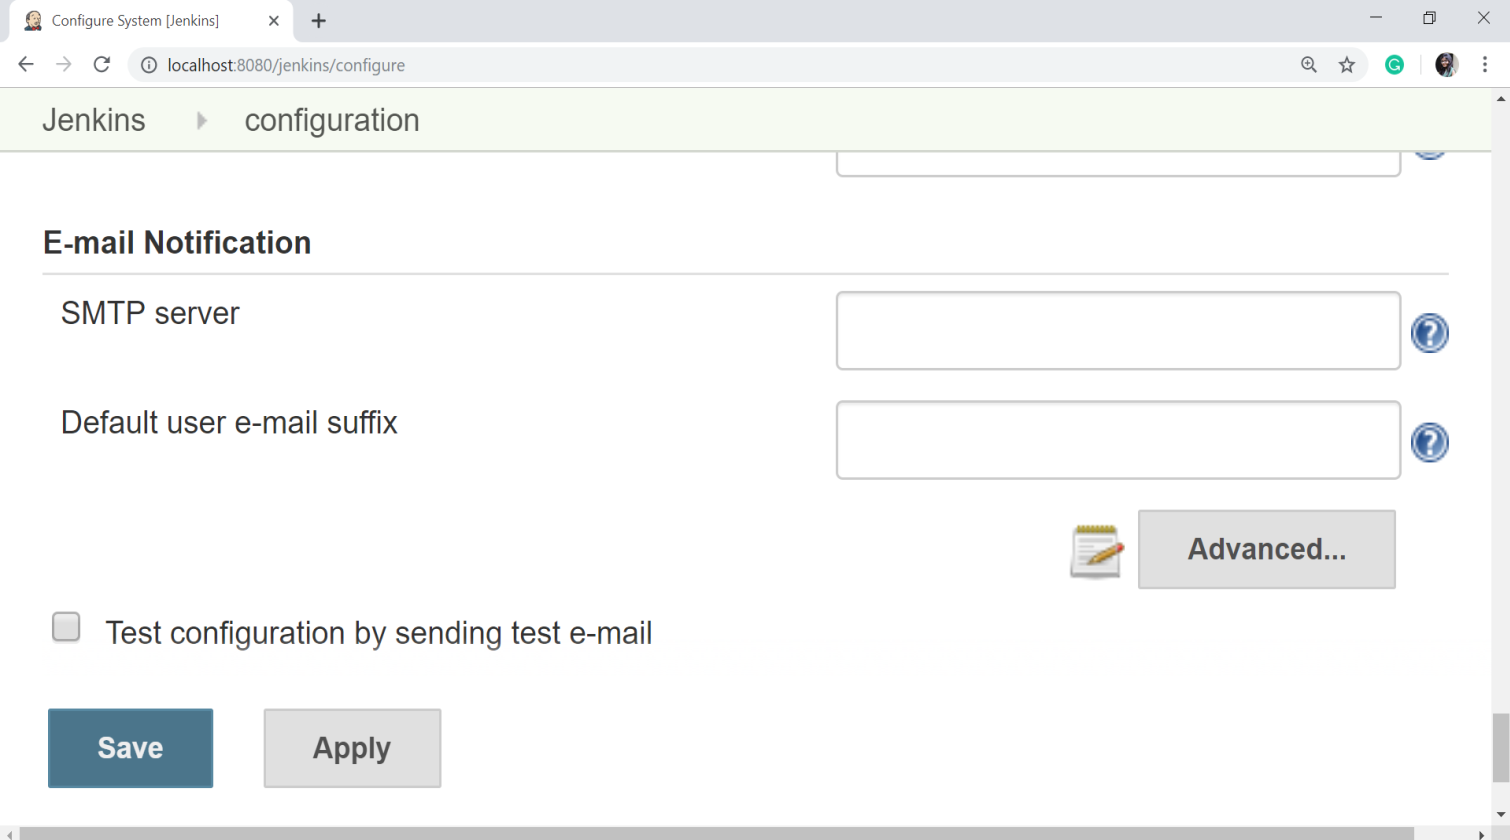 Configure System [Jenkins]
localhost:8080/jenkins/configure
Jenkins configuration
E-mail Notification
SMTP server
Default user e-mail suffix
Advanced...
Test configuration by sending test e-mail
Save Apply